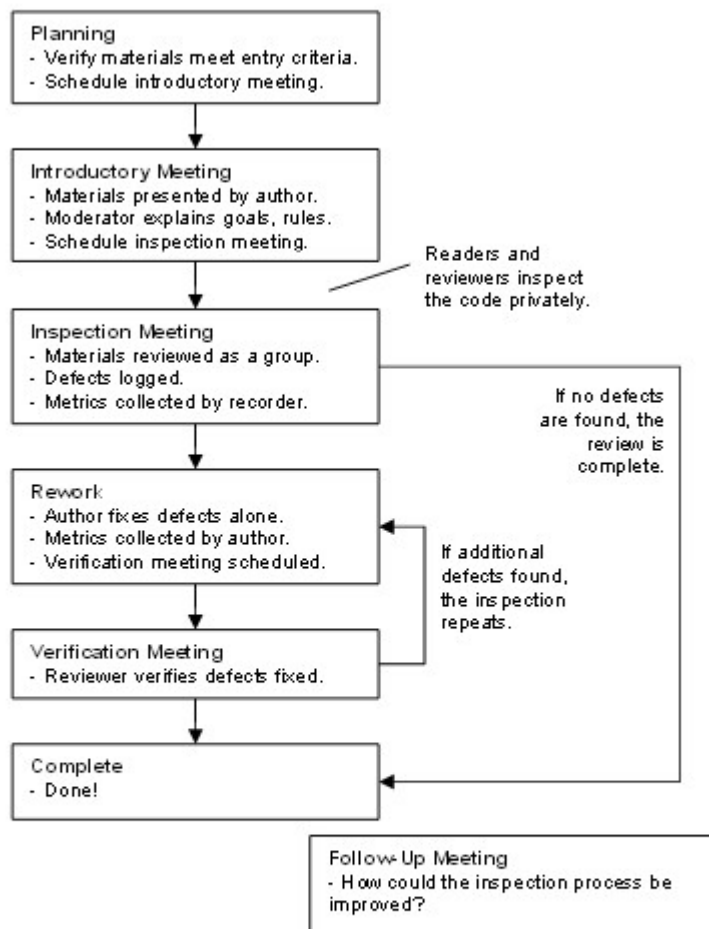 Planning
- Verify materials meet entry criteria.
- Schedule introductory meeting.
Introductory Meeting
- Materials presented by author.
- Moderator explains goals, rules.
- Schedule inspection meeting.
Readers and
reviewers inspect
the code privately.
Inspection Meeting
- Materials reviewed as a group.
- Defects logged.
- Metrics collected by recorder.
If no defects
are found, the
review is
complete.
Rework
- Author fixes defects alone.
- Metrics collected by author.
- Verification meeting scheduled.
If additional
defects found,
the inspection
repeats.
Verification Meeting
- Reviewer verifies defects fixed.
Complete
- Done!
Follow-Up Meeting
- How could the inspection process be
improved?